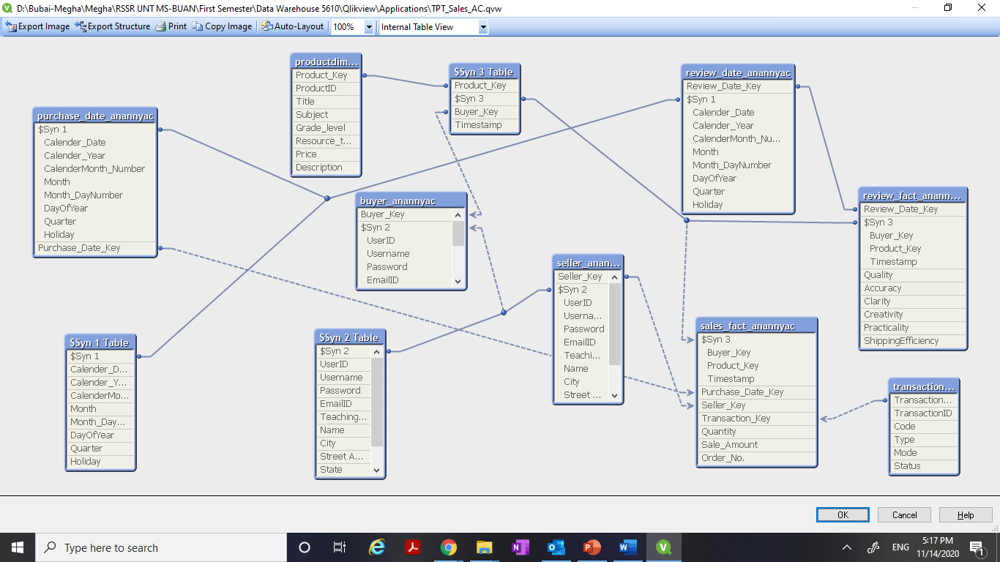 D:\Bubai-Megha\Megha\RSSR UNT MS-BUAN\First Semester\Data Warehouse 5610\Qlikview\Applications\TPT_Sales_AC.qvw
Export Image Export Structure Print Copy Image Auto-Layout 100% Internal Table View
productdim...
Product_Key
ProductID
Title
Subject
Grade_level
Resource_t...
Price
Description
$Syn 3 Table
Product_Key
$Syn 3
Buyer_Key
Timestamp
review_date_anannyac
Review_Date_Key
$Syn 1
Calender_Date
Calender_Year
CalenderMonth_Nu...
Month
Month_DayNumber
DayOfYear
Quarter
Holiday
purchase_date_anannyac
$Syn 1
Calender_Date
Calender_Year
CalenderMonth_Number
Month
Month_DayNumber
DayOfYear
Quarter
Holiday
Purchase_Date_Key
buyer_anannyac
Buyer_Key
$Syn 2
UserID
Username
Password
EmailID
review_fact_anann...
Review_Date_Key
$Syn 3
Buyer_Key
Product_Key
Timestamp
Quality
Accuracy
Clarity
Creativity
Practicality
ShippingEfficiency
seller_anan...
Seller_Key
$Syn 2
UserID
Userna...
Password
EmailID
Teachi...
Name
City
Street ...
$Syn 1 Table
$Syn 1
Calender_D...
Calender_Y...
CalenderMo...
Month
Month_Day...
DayOfYear
Quarter
Holiday
$Syn 2 Table
$Syn 2
UserID
Username
Password
EmailID
Teaching...
Name
City
Street A...
State
sales_fact_anannyac
$Syn 3
Buyer_Key
Product_Key
Timestamp
Purchase_Date_Key
Seller_Key
Transaction_Key
Quantity
Sale_Amount
Order_No.
transaction...
Transaction...
TransactionID
Code
Type
Mode
Status
OK Cancel Help
Type here to search
ENG
5:17 PM
11/14/2020
1